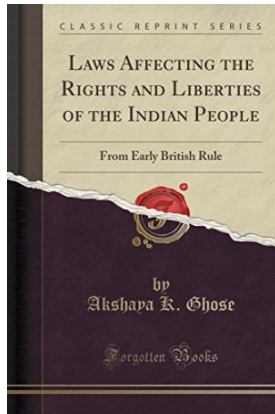 CLASSIC REPRINT SERIES
LAWS AFFECTING THE
RIGHTS AND LIBERTIES
OF THE INDIAN PEOPLE
From Early British Rule
by
Akshaya K. Ghose
Forgotten Books